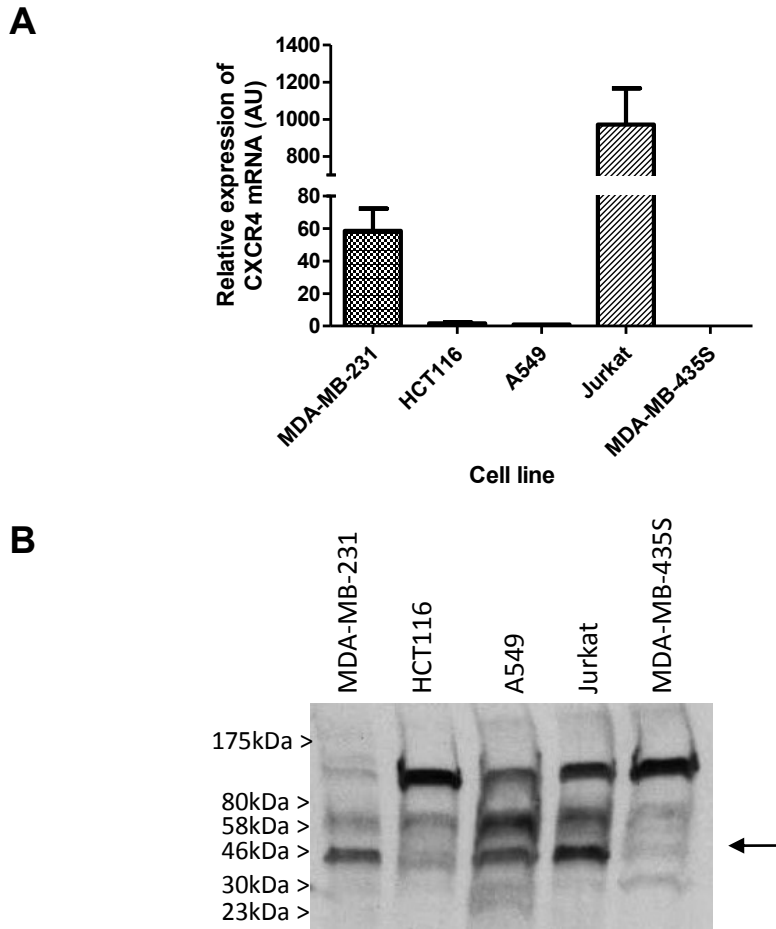 A
Relative expression of
CXCR4 mRNA (AU)
1400
1200
1000
800
80
60
40
20
0
MDA-MB-231
HCT116
A549
Jurkat
MDA-MB-435S
Cell line
B
MDA-MB-231
HCT116
A549
Jurkat
MDA-MB-435S
175kDa >
80kDa >
58kDa >
46kDa >
30kDa >
23kDa >